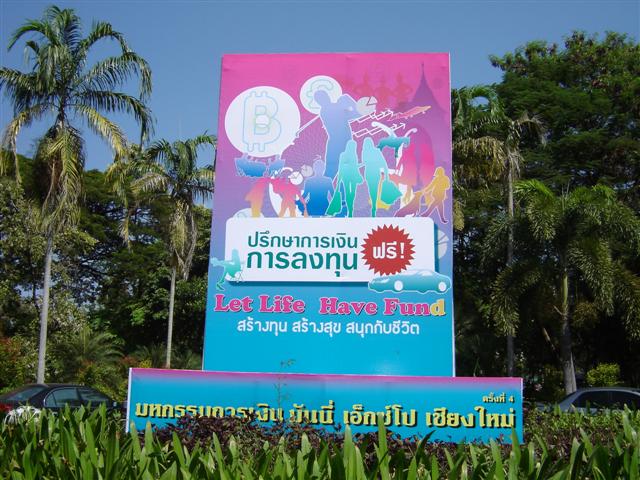 ฿
$
ปรึกษาการเงิน
การลงทุน
ฟรี!
Let Life Have Fund
สร้างทุน สร้างสุข สนุกกับชีวิต
ครั้งที่ 4
มหกรรมการเงิน มันนี่ เอ็กซ์โป เชียงใหม่